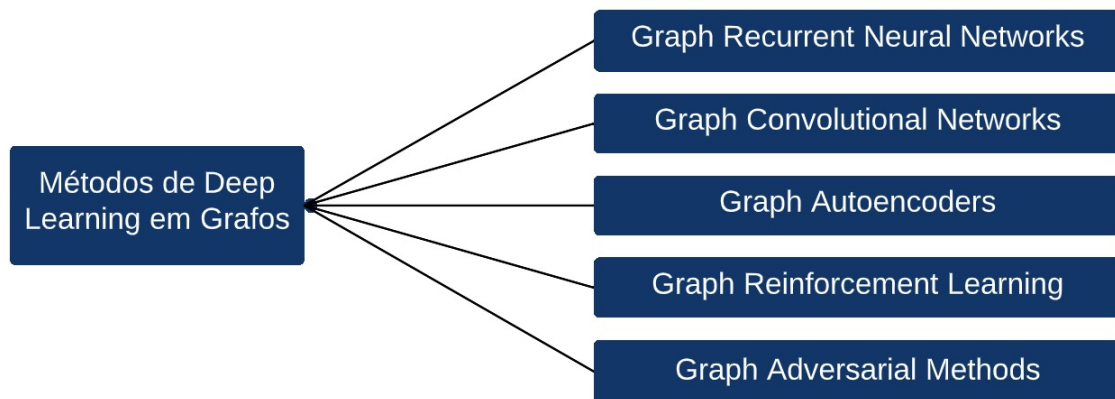 Métodos de Deep
Learning em Grafos
Graph Recurrent Neural Networks
Graph Convolutional Networks
Graph Autoencoders
Graph Reinforcement Learning
Graph Adversarial Methods